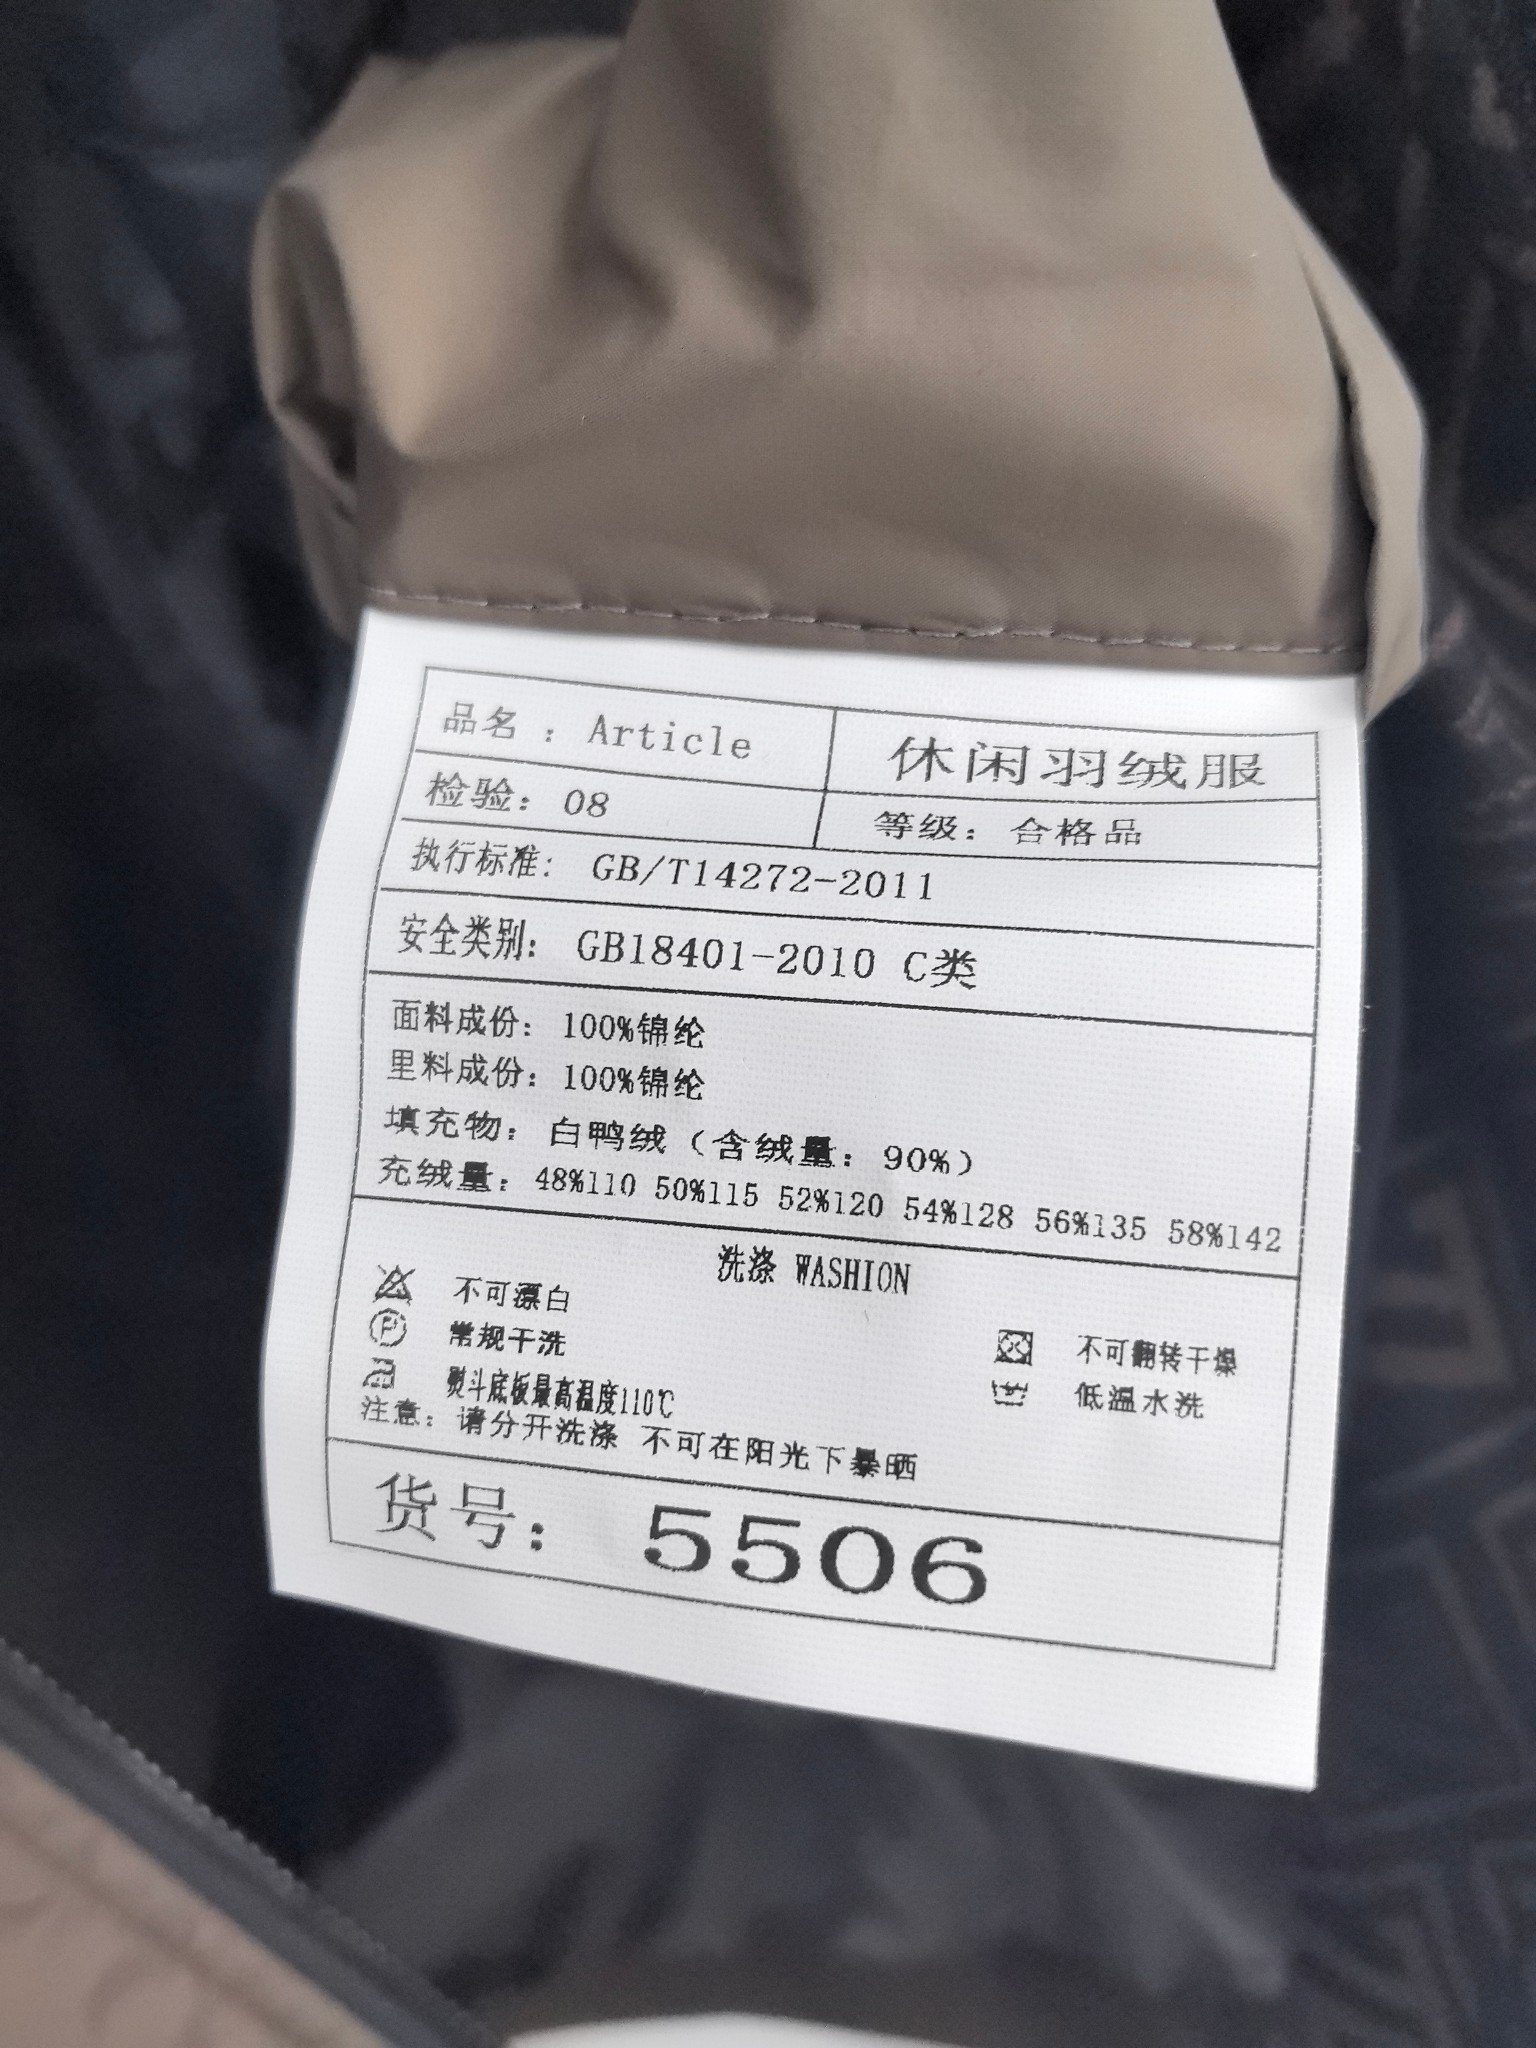 品名 : Article
休闲羽绒服
检验: 08
等级: 合格品
执行标准: GB/T14272-2011
安全类别: GB18401-2010 C类
面料成份: 100%锦纶
里料成份: 100%锦纶
填充物: 白鸭绒 (含绒量: 90%)
充绒量: 48%110 50%115 52%120 54%128 56%135 58%142
洗涤 WASHION
不可漂白
P 常规干洗
不可翻转干燥
熨斗底板最高温度110℃
低温水洗
注意: 请分开洗涤 不可在阳光下暴晒
货号: 5506